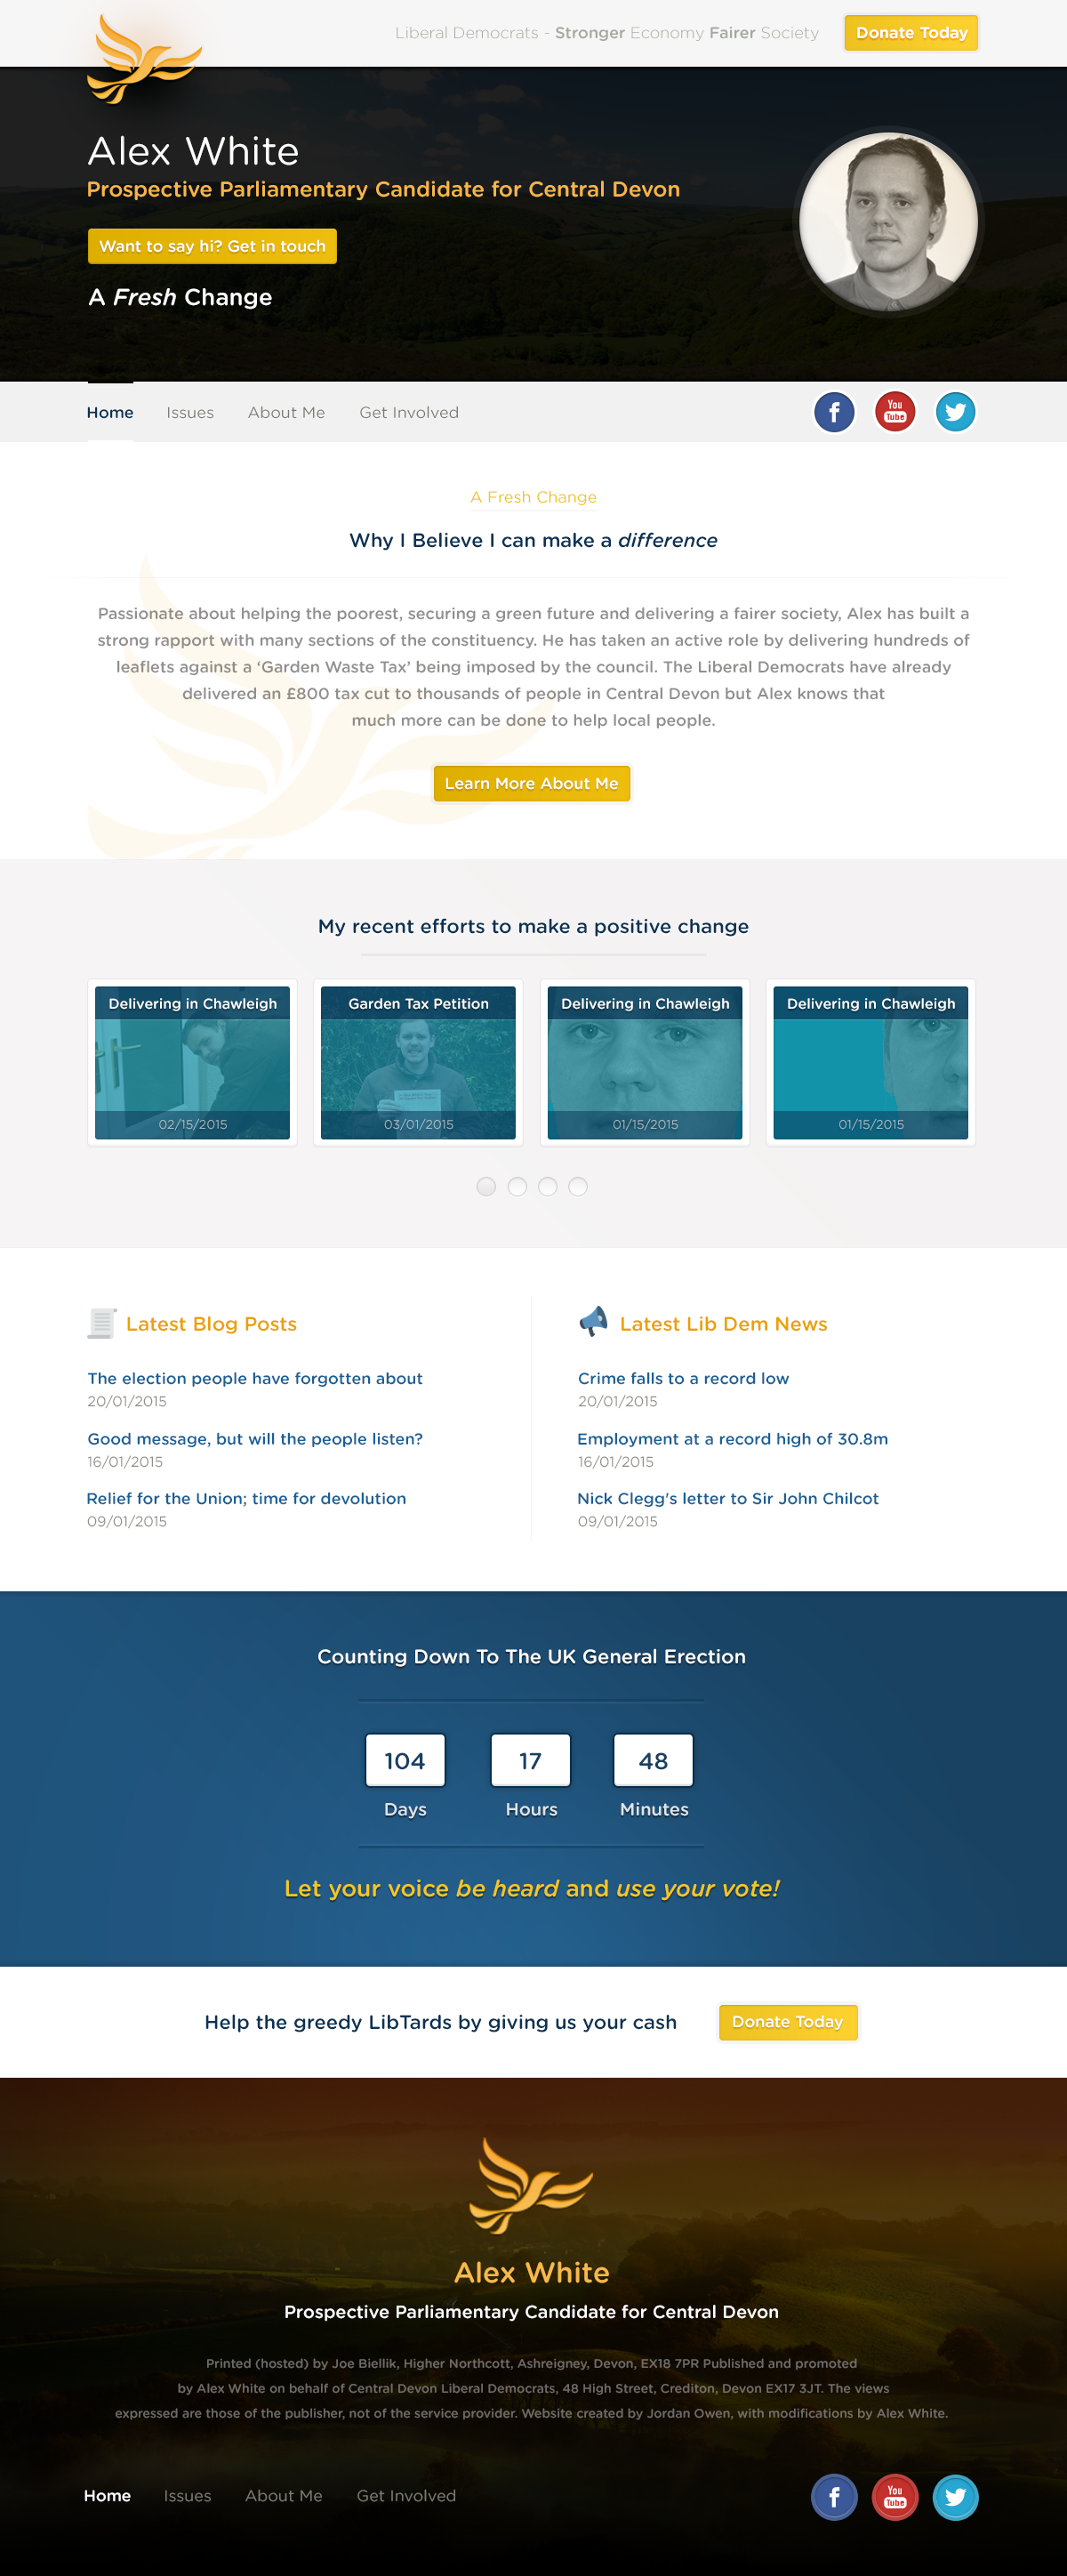 Liberal Democrats - Stronger Economy Fairer Society
Donate Today
Alex White
Prospective Parliamentary Candidate for Central Devon
Want to say hi? Get in touch
A Fresh Change
Home
Issues
About Me
Get Involved
f
You
Tube
A Fresh Change
Why I Believe I can make a difference
Passionate about helping the poorest, securing a green future and delivering a fairer society, Alex has built a
strong rapport with many sections of the constituency. He has taken an active role by delivering hundreds of
leaflets against a ‘Garden Waste Tax’ being imposed by the council. The Liberal Democrats have already
delivered an £800 tax cut to thousands of people in Central Devon but Alex knows that
much more can be done to help local people.
Learn More About Me
My recent efforts to make a positive change
Delivering in Chawleigh
02/15/2015
Garden Tax Petition
03/01/2015
Delivering in Chawleigh
01/15/2015
Delivering in Chawleigh
01/15/2015
Latest Blog Posts
The election people have forgotten about
20/01/2015
Good message, but will the people listen?
16/01/2015
Relief for the Union; time for devolution
09/01/2015
Latest Lib Dem News
Crime falls to a record low
20/01/2015
Employment at a record high of 30.8m
16/01/2015
Nick Clegg's letter to Sir John Chilcot
09/01/2015
Counting Down To The UK General Erection
104
Days
17
Hours
48
Minutes
Let your voice be heard and use your vote!
Help the greedy LibTards by giving us your cash
Donate Today
Alex White
Prospective Parliamentary Candidate for Central Devon
Printed (hosted) by Joe Biellik, Higher Northcott, Ashreigney, Devon, EX18 7PR Published and promoted
by Alex White on behalf of Central Devon Liberal Democrats, 48 High Street, Crediton, Devon EX17 3JT. The views
expressed are those of the publisher, not of the service provider. Website created by Jordan Owen, with modifications by Alex White.
Home
Issues
About Me
Get Involved
f
You
Tube